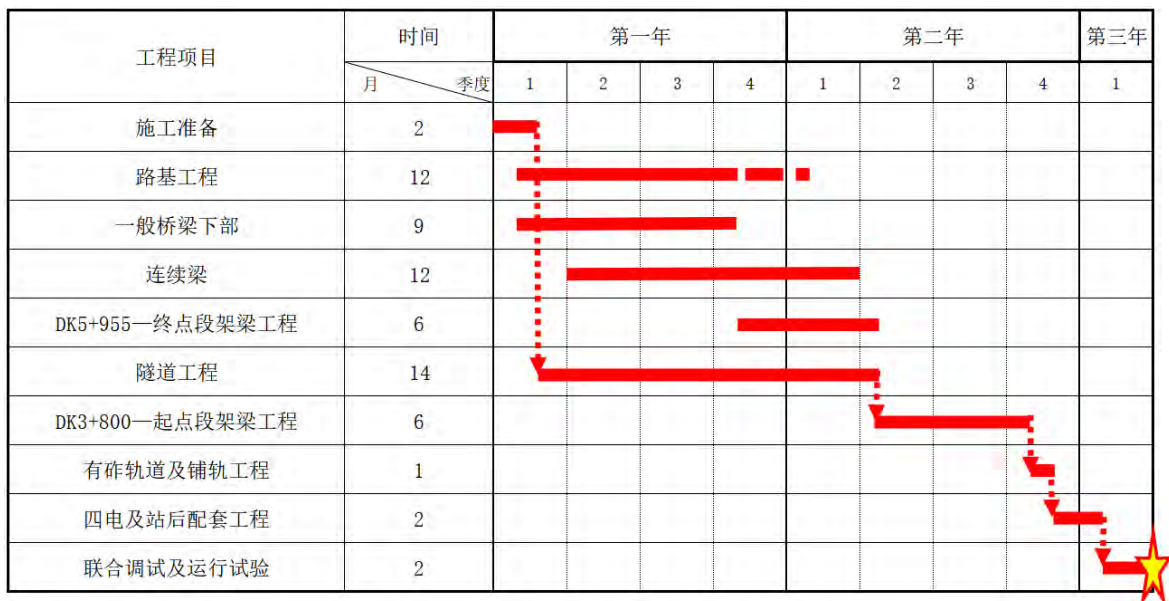 工程项目 时间 第一年 第二年 第三年
月 季度 1 2 3 4 1 2 3 4 1
施工准备 2
路基工程 12
一般桥梁下部 9
连续梁 12
DK5+955—终点段架梁工程 6
隧道工程 14
DK3+800—起点段架梁工程 6
有砟轨道及铺轨工程 1
四电及站后配套工程 2
联合调试及运行试验 2